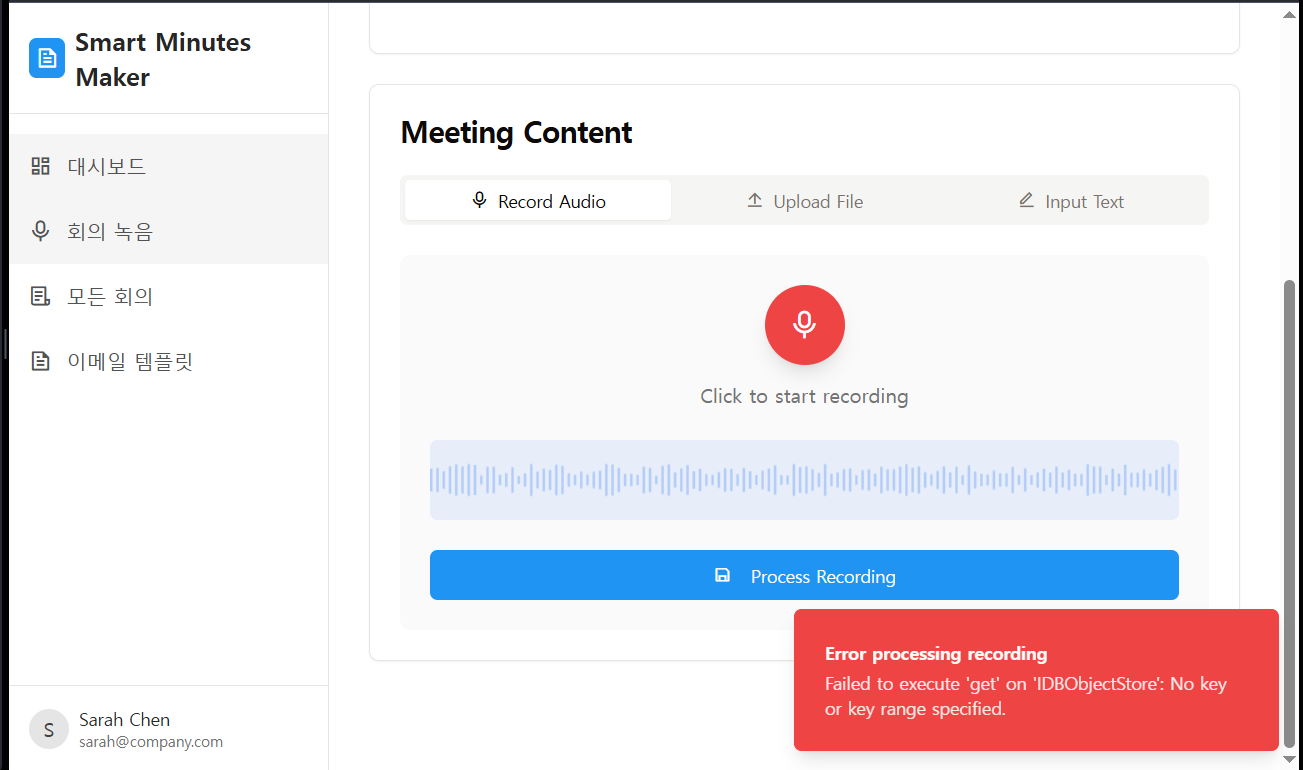 Smart Minutes
Maker
대시보드
회의 녹음
모든 회의
이메일 템플릿
S
Sarah Chen
sarah@company.com
Meeting Content
Record Audio
Upload File
Input Text
Click to start recording
Process Recording
Error processing recording
Failed to execute 'get' on 'IDBObjectStore': No key
or key range specified.